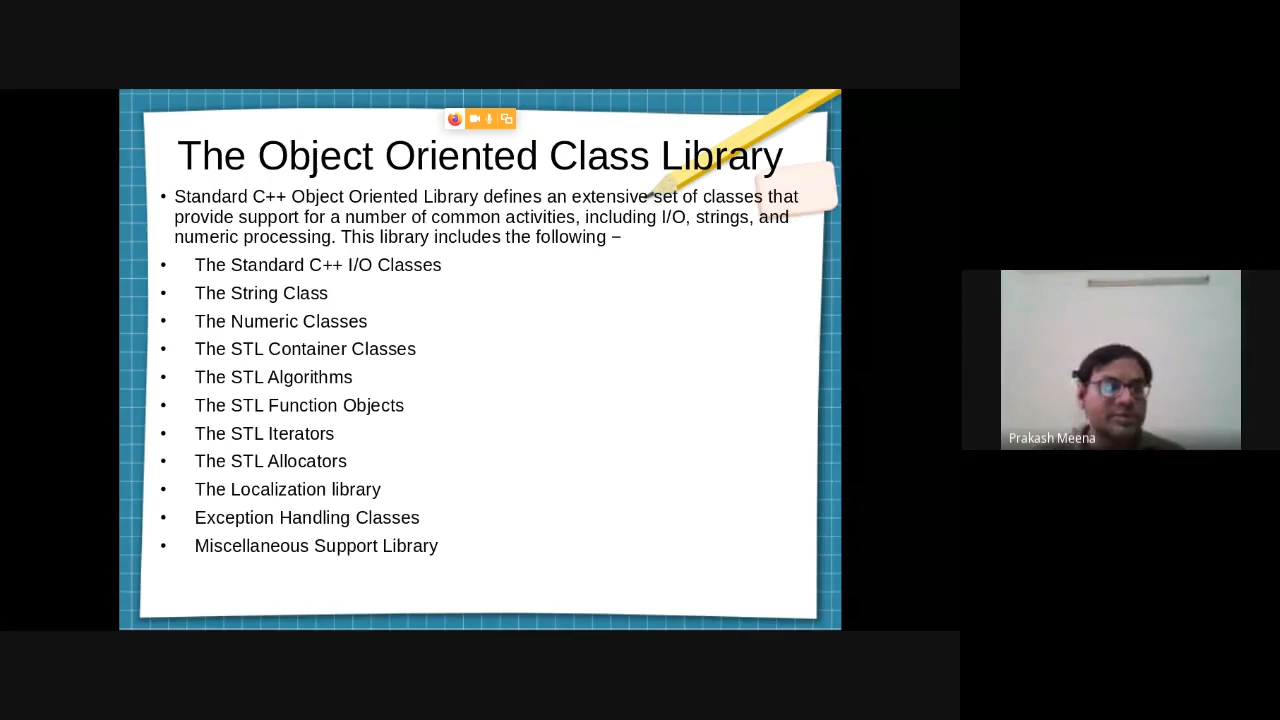 The Object Oriented Class Library
• Standard C++ Object Oriented Library defines an extensive set of classes that
provide support for a number of common activities, including I/O, strings, and
numeric processing. This library includes the following −
• The Standard C++ I/O Classes
• The String Class
• The Numeric Classes
• The STL Container Classes
• The STL Algorithms
• The STL Function Objects
• The STL Iterators
• The STL Allocators
• The Localization library
• Exception Handling Classes
• Miscellaneous Support Library
Prakash Meena